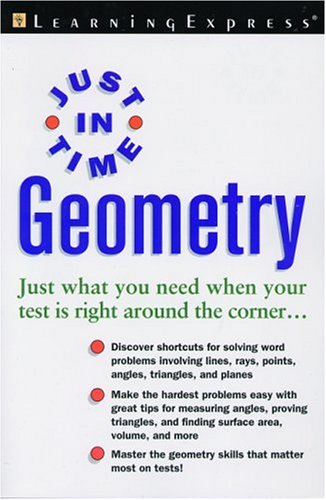 LEARNINGEXPRESS®
JUST
IN
TIME
Geometry
Just what you need when your
test is right around the corner...
Discover shortcuts for solving word
problems involving lines, rays, points,
angles, triangles, and planes
Make the hardest problems easy with
great tips for measuring angles, proving
triangles, and finding surface area,
volume, and more
Master the geometry skills that matter
most on tests!